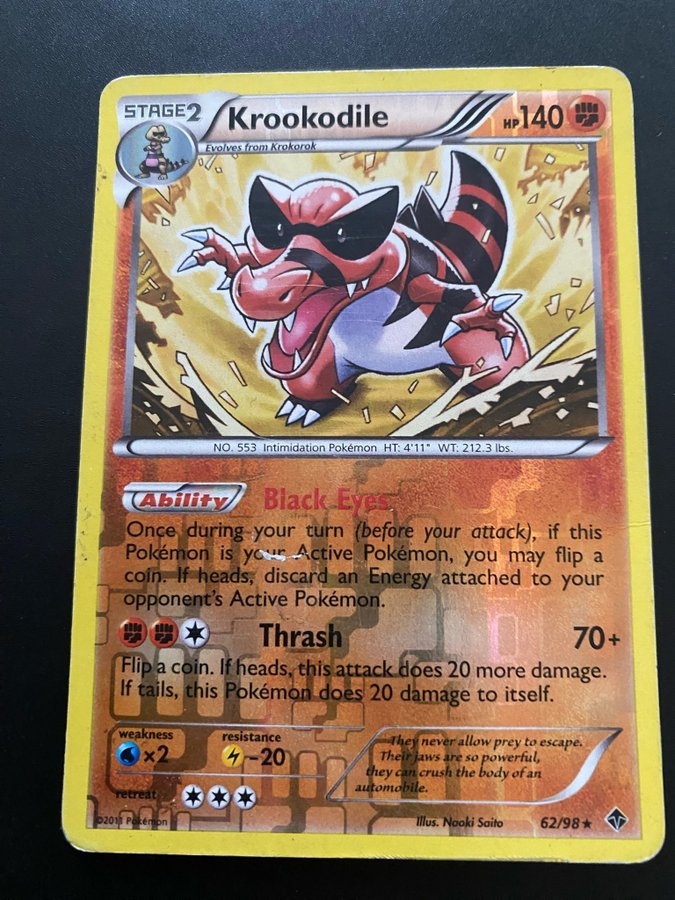 STAGE2
Krookodile
HP140
Evolves from Krokorok
NO. 553 Intimidation Pokémon HT: 4'11" WT: 212.3 lbs.
Ability Black Eyes
Once during your turn (before your attack), if this
Pokémon is your Active Pokémon, you may flip a
coin. If heads, discard an Energy attached to your
opponent's Active Pokémon.
Thrash 70+
Flip a coin. If heads, this attack does 20 more damage.
If tails, this Pokémon does 20 damage to itself.
weakness resistance
×2 -20
They never allow prey to escape.
Their jaws are so powerful,
they can crush the body of an
automobile.
retreat
©2011 Pokémon Illus. Naoki Saito 62/98★